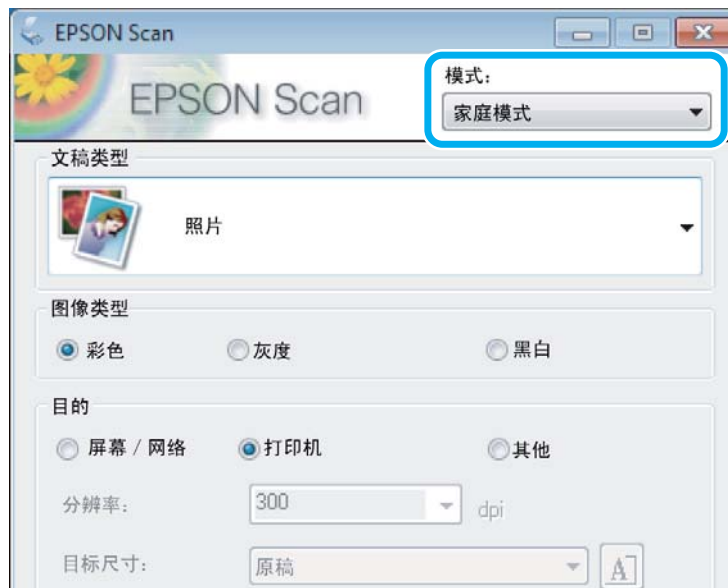 EPSON Scan
EPSON Scan
模式：
家庭模式
文稿类型
照片
图像类型
彩色 灰度 黑白
目的
屏幕 / 网络 打印机 其他
分辨率： 300 dpi
目标尺寸： 原稿 A